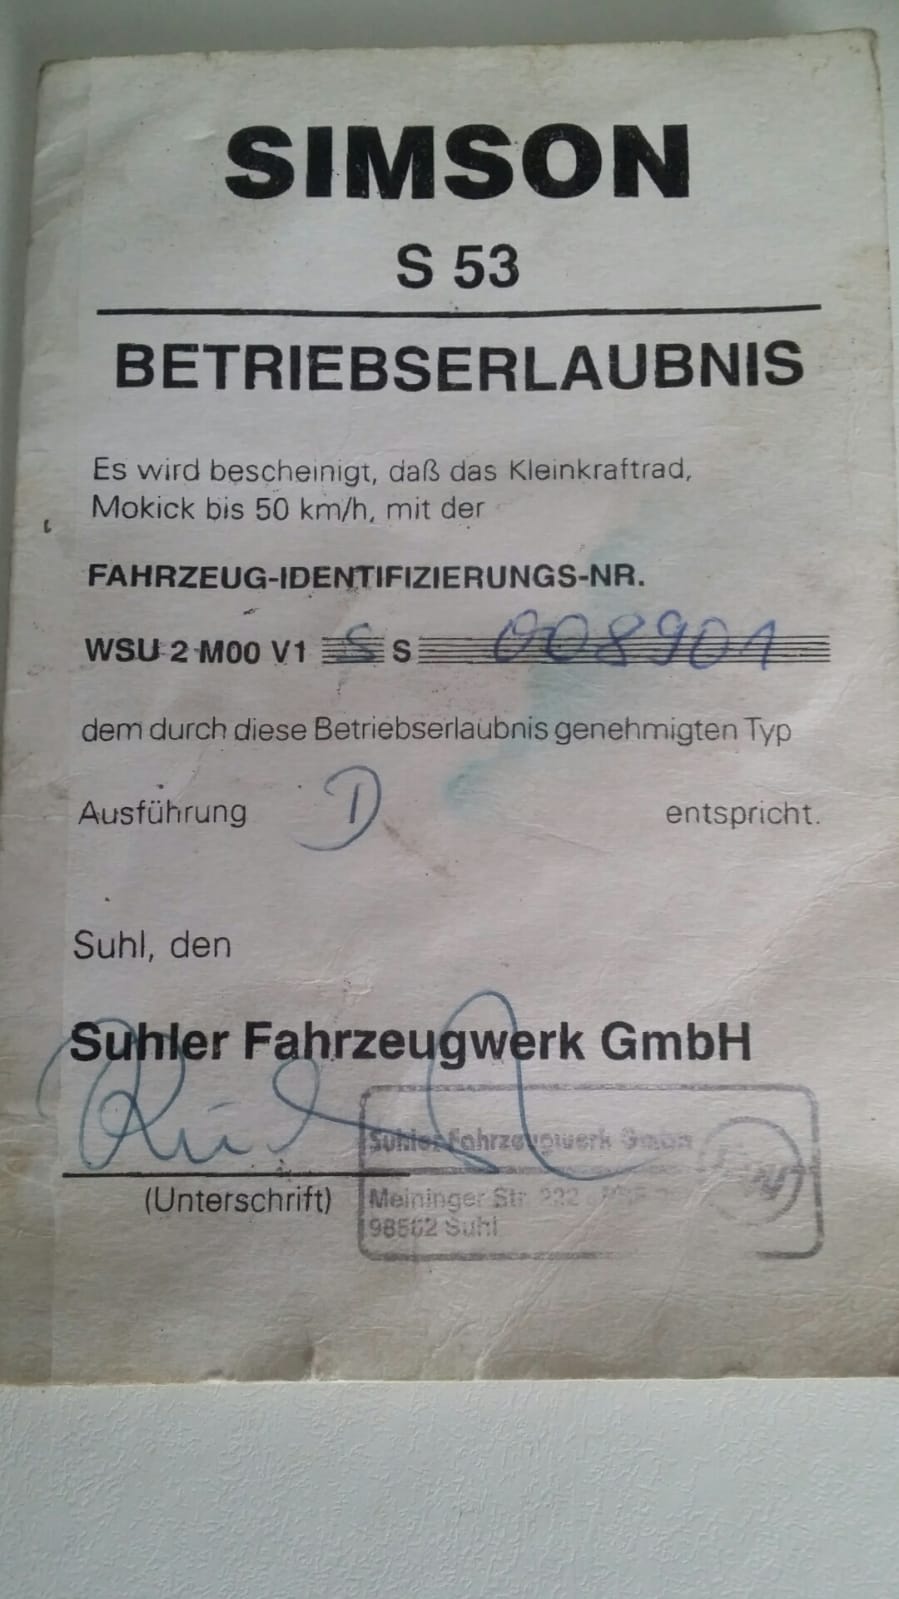 SIMSON
S 53
BETRIEBSERLAUBNIS
Es wird bescheinigt, daß das Kleinkraftrad,
Mokick bis 50 km/h, mit der
FAHRZEUG-IDENTIFIZIERUNGS-NR.
WSU 2 M00 V1 S S 008901
dem durch diese Betriebserlaubnis genehmigten Typ
Ausführung D entspricht.
Suhl, den
Suhler Fahrzeugwerk GmbH
Suhler Fahrzeugwerk GmbH
(Unterschrift)
Meininger Str. 222
Suhl